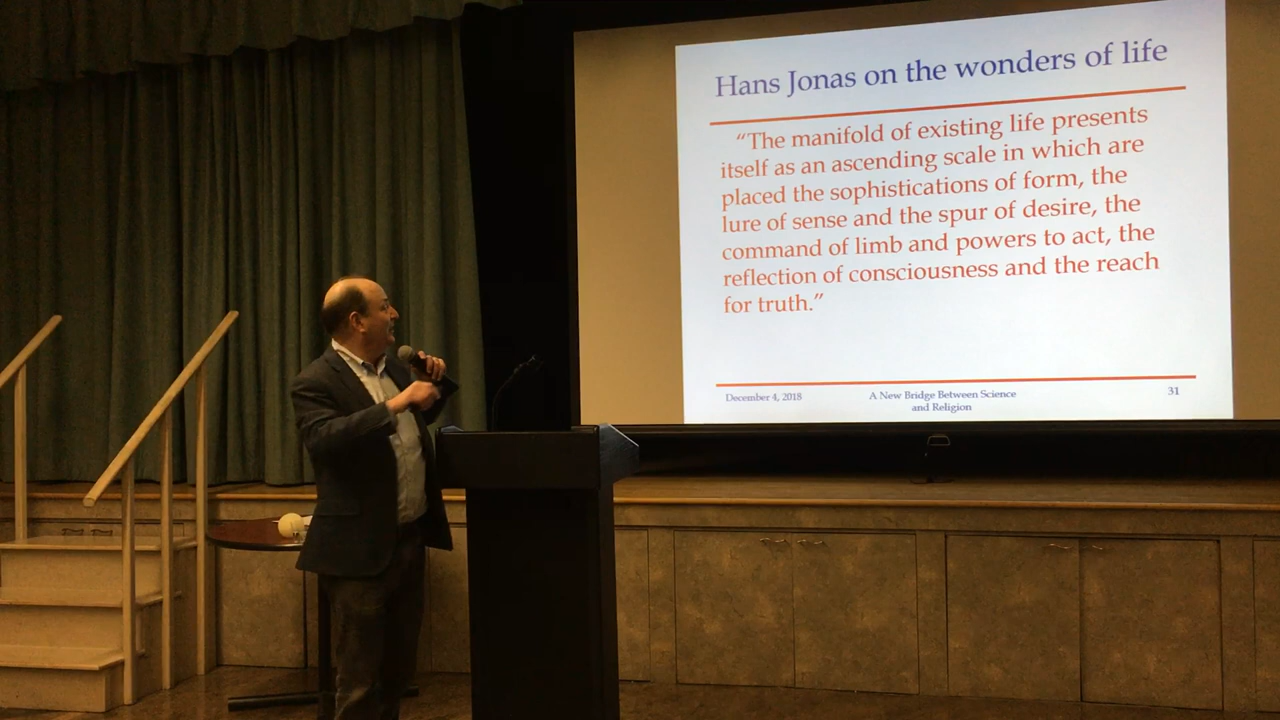 Hans Jonas on the wonders of life
“The manifold of existing life presents
itself as an ascending scale in which are
placed the sophistications of form, the
lure of sense and the spur of desire, the
command of limb and powers to act, the
reflection of consciousness and the reach
for truth.”
December 4, 2018
A New Bridge Between Science
and Religion
31